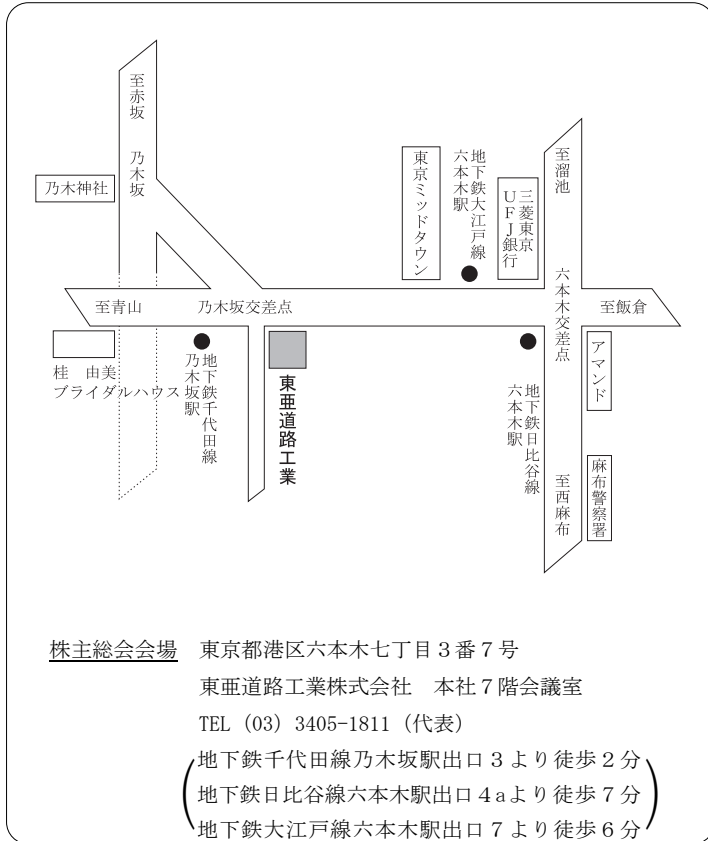 至赤坂
乃木坂
乃木神社
東京ミッドタウン
地下鉄大江戸線
六本木駅
三菱東京
UFJ銀行
至溜池
六本木交差点
至青山
乃木坂交差点
至飯倉
桂　由美
ブライダルハウス
地下鉄千代田線
乃木坂駅
東亜道路工業
地下鉄日比谷線
六本木駅
アマンド
至西麻布
麻布警察署
株主総会会場　東京都港区六本木七丁目３番７号
東亜道路工業株式会社　本社７階会議室
TEL (03) 3405-1811 (代表)
(地下鉄千代田線乃木坂駅出口３より徒歩２分
地下鉄日比谷線六本木駅出口４aより徒歩７分
地下鉄大江戸線六本木駅出口７より徒歩６分)